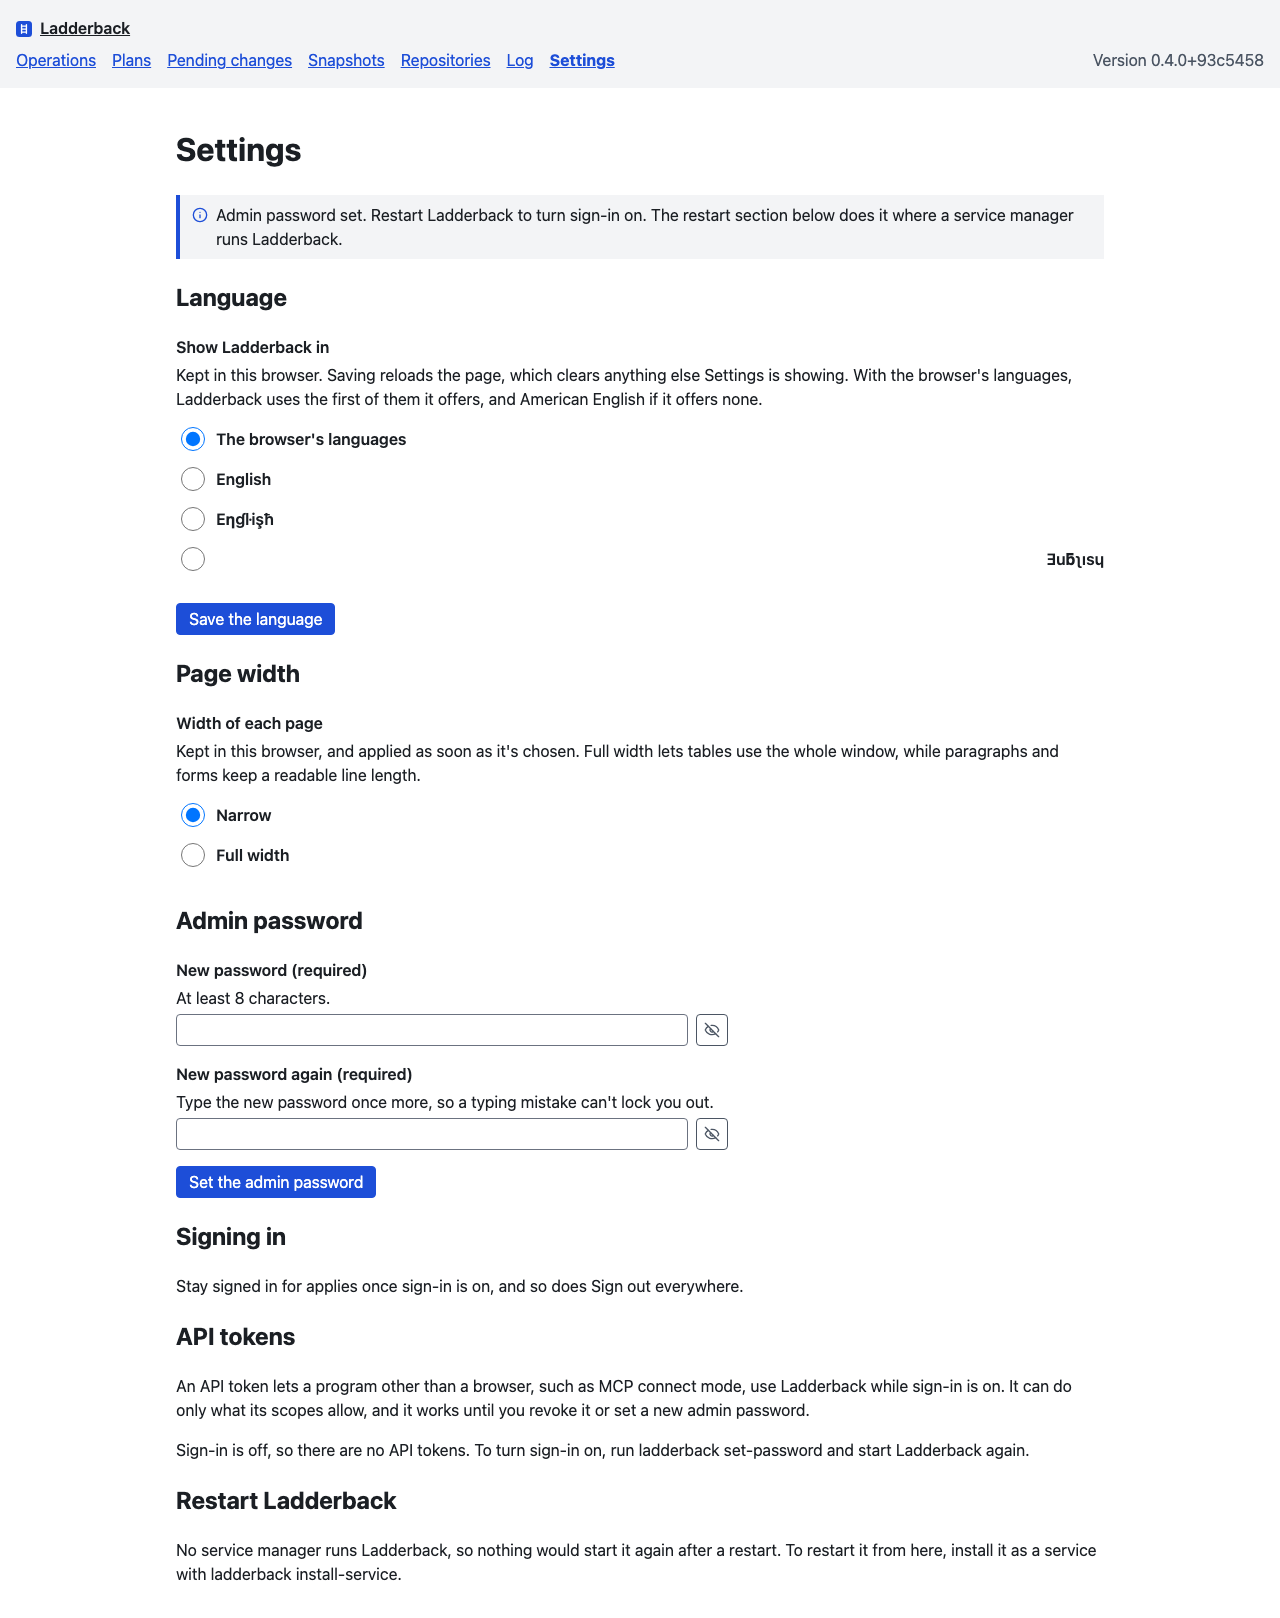 Ladderback
Operations Plans Pending changes Snapshots Repositories Log Settings Version 0.4.0+93c5458
Settings
Admin password set. Restart Ladderback to turn sign-in on. The restart section below does it where a service manager
runs Ladderback.
Language
Show Ladderback in
Kept in this browser. Saving reloads the page, which clears anything else Settings is showing. With the browser's languages,
Ladderback uses the first of them it offers, and American English if it offers none.
The browser's languages
English
Eɳɠŀişħ
Ǝuƃʅısɥ
Save the language
Page width
Width of each page
Kept in this browser, and applied as soon as it's chosen. Full width lets tables use the whole window, while paragraphs and
forms keep a readable line length.
Narrow
Full width
Admin password
New password (required)
At least 8 characters.
New password again (required)
Type the new password once more, so a typing mistake can't lock you out.
Set the admin password
Signing in
Stay signed in for applies once sign-in is on, and so does Sign out everywhere.
API tokens
An API token lets a program other than a browser, such as MCP connect mode, use Ladderback while sign-in is on. It can do
only what its scopes allow, and it works until you revoke it or set a new admin password.
Sign-in is off, so there are no API tokens. To turn sign-in on, run ladderback set-password and start Ladderback again.
Restart Ladderback
No service manager runs Ladderback, so nothing would start it again after a restart. To restart it from here, install it as a service
with ladderback install-service.